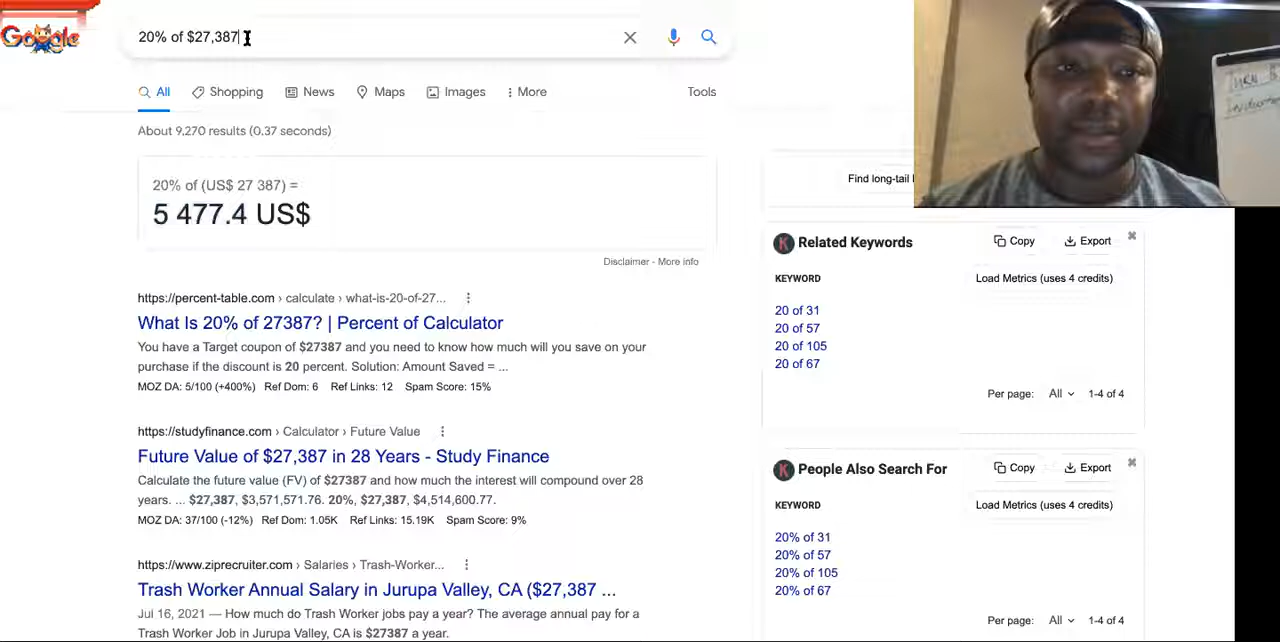 Google
20% of $27,387
All
Shopping
News
Maps
Images
More
Tools
About 9,270 results (0.37 seconds)
20% of (US$ 27 387) =
5 477.4 US$
Disclaimer - More info
https://percent-table.com › calculate › what-is-20-of-27...
What Is 20% of 27387? | Percent of Calculator
You have a Target coupon of $27387 and you need to know how much will you save on your
purchase if the discount is 20 percent. Solution: Amount Saved = ...
MOZ DA: 5/100 (+400%) Ref Dom: 6 Ref Links: 12 Spam Score: 15%
https://studyfinance.com › Calculator › Future Value
Future Value of $27,387 in 28 Years - Study Finance
Calculate the future value (FV) of $27387 and how much the interest will compound over 28
years. ... $27,387, $3,571,571.76. 20%, $27,387, $4,514,600.77.
MOZ DA: 37/100 (-12%) Ref Dom: 1.05K Ref Links: 15.19K Spam Score: 9%
https://www.ziprecruiter.com › Salaries › Trash-Worker...
Trash Worker Annual Salary in Jurupa Valley, CA ($27,387 ...
Jul 16, 2021 — How much do Trash Worker jobs pay a year? The average annual pay for a
Trash Worker Job in Jurupa Valley, CA is $27387 a year.
Find long-tail
Related Keywords
Copy
Export
KEYWORD
Load Metrics (uses 4 credits)
20 of 31
20 of 57
20 of 105
20 of 67
Per page: All 1-4 of 4
People Also Search For
Copy
Export
KEYWORD
Load Metrics (uses 4 credits)
20% of 31
20% of 57
20% of 105
20% of 67
Per page: All 1-4 of 4